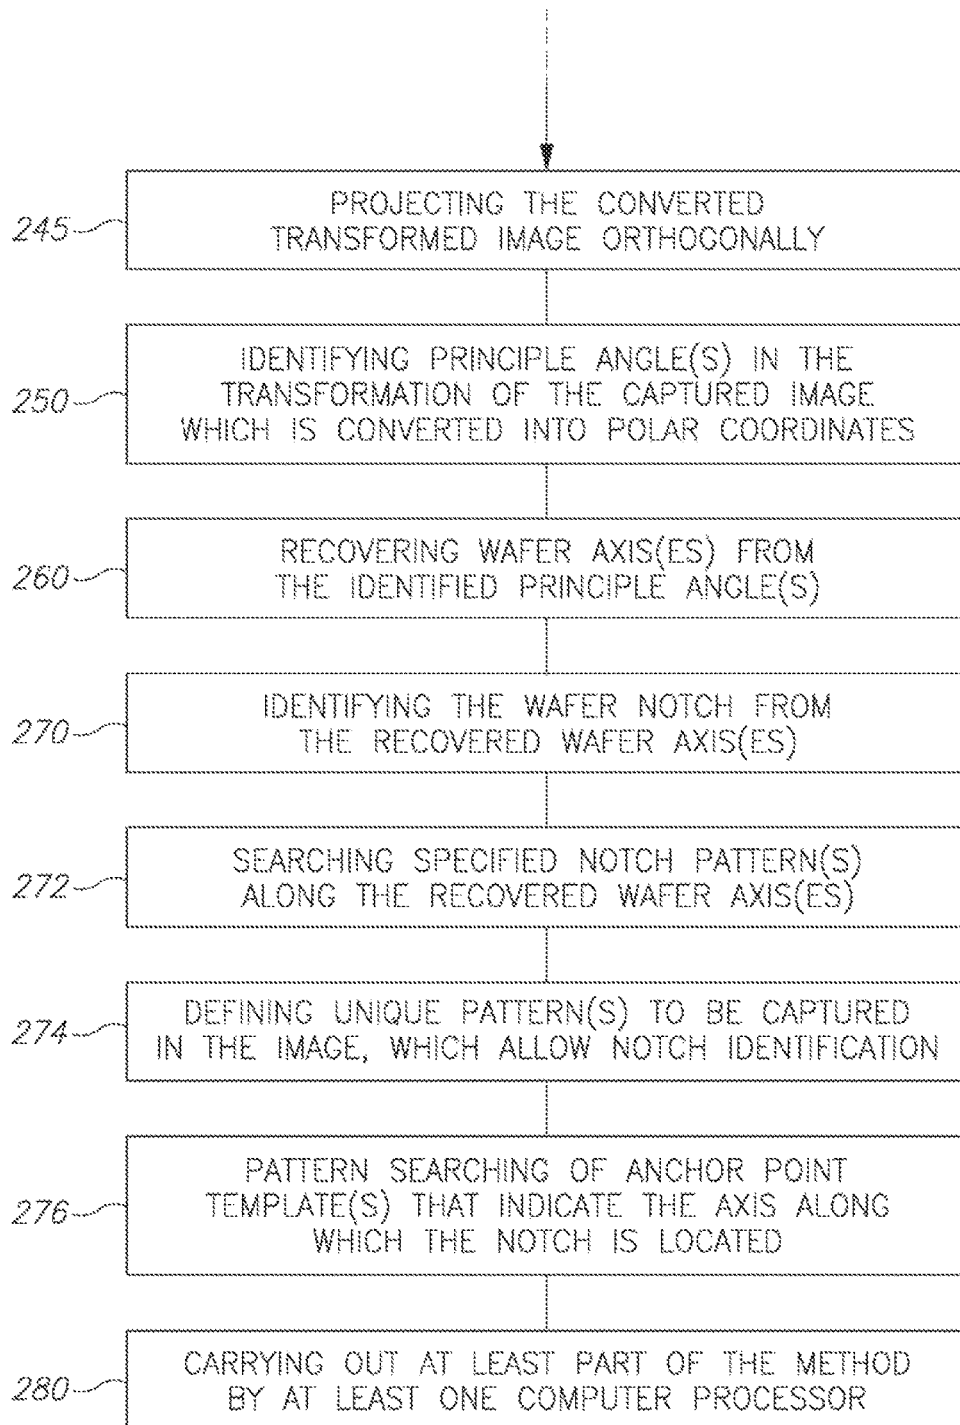 245
PROJECTING THE CONVERTED
TRANSFORMED IMAGE ORTHOGONALLY
250
IDENTIFYING PRINCIPLE ANGLE(S) IN THE
TRANSFORMATION OF THE CAPTURED IMAGE
WHICH IS CONVERTED INTO POLAR COORDINATES
260
RECOVERING WAFER AXIS(ES) FROM
THE IDENTIFIED PRINCIPLE ANGLE(S)
270
IDENTIFYING THE WAFER NOTCH FROM
THE RECOVERED WAFER AXIS(ES)
272
SEARCHING SPECIFIED NOTCH PATTERN(S)
ALONG THE RECOVERED WAFER AXIS(ES)
274
DEFINING UNIQUE PATTERN(S) TO BE CAPTURED
IN THE IMAGE, WHICH ALLOW NOTCH IDENTIFICATION
276
PATTERN SEARCHING OF ANCHOR POINT
TEMPLATE(S) THAT INDICATE THE AXIS ALONG
WHICH THE NOTCH IS LOCATED
280
CARRYING OUT AT LEAST PART OF THE METHOD
BY AT LEAST ONE COMPUTER PROCESSOR